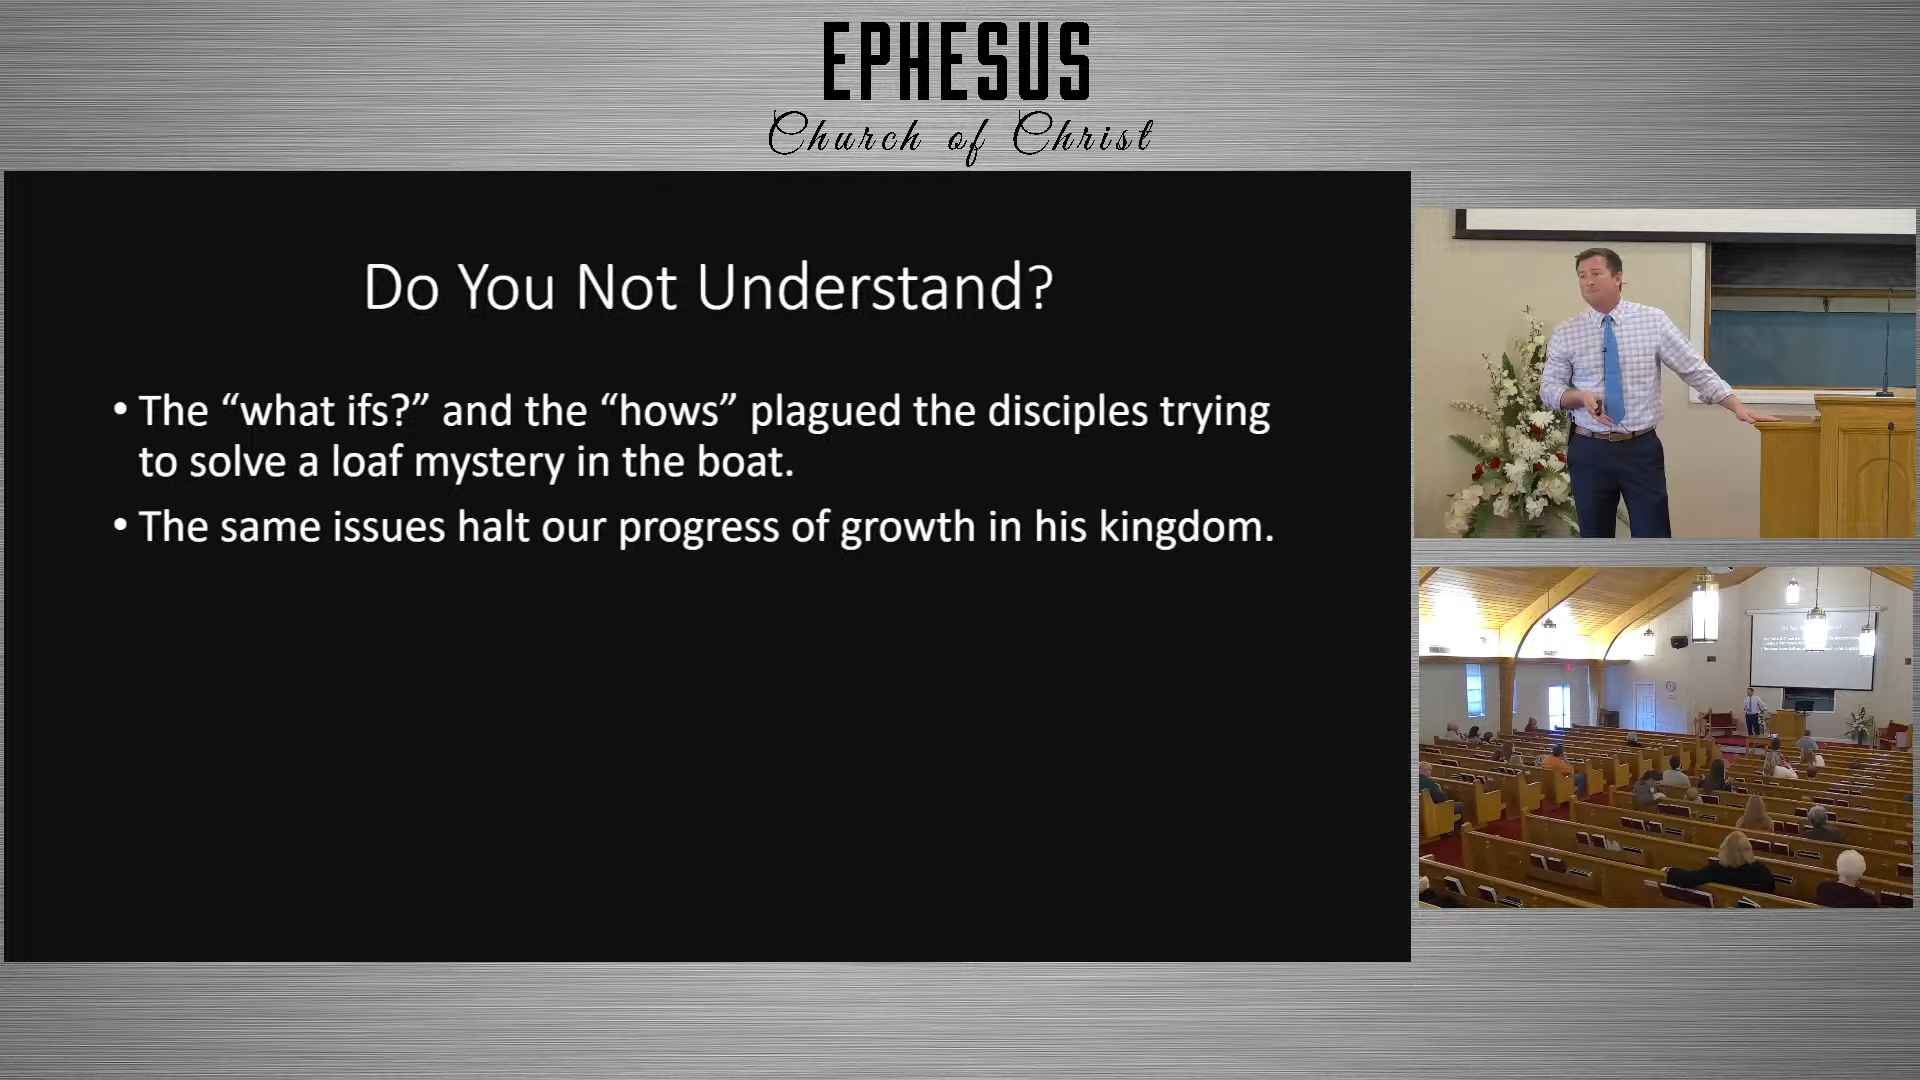 EPHESUS
Church of Christ
Do You Not Understand?
• The “what ifs?” and the “hows” plagued the disciples trying
to solve a loaf mystery in the boat.
• The same issues halt our progress of growth in his kingdom.